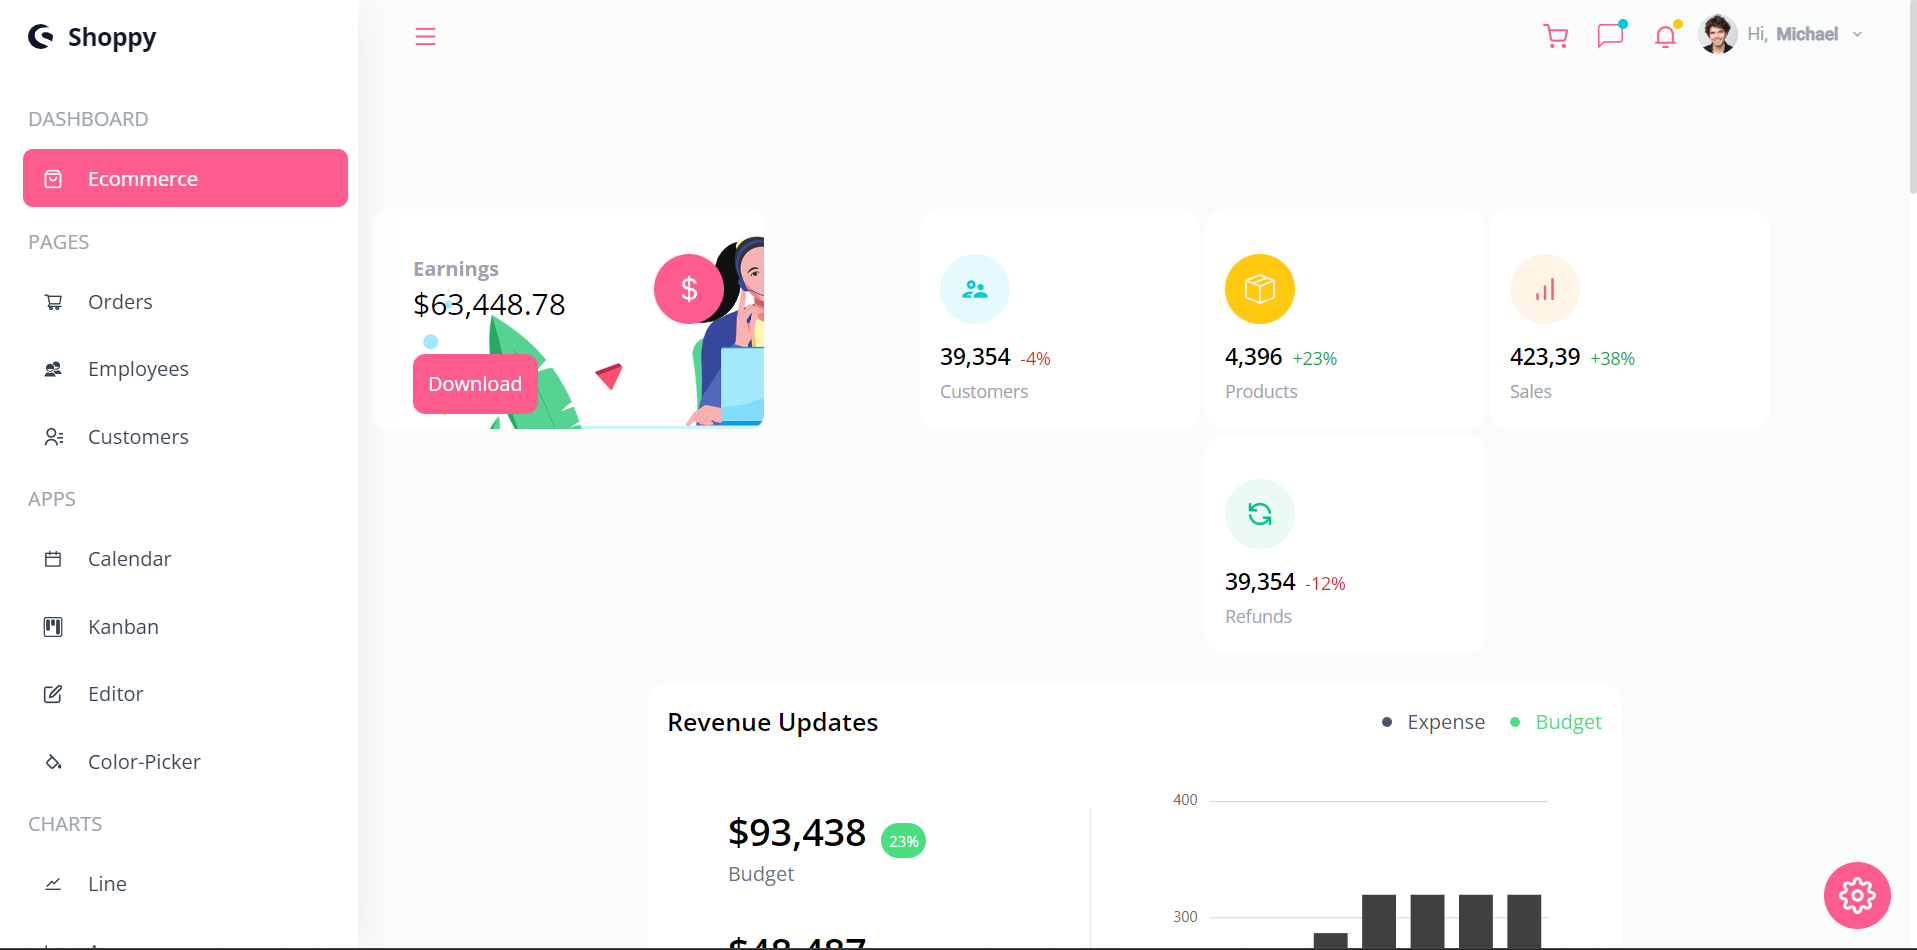 Shoppy
Hi, Michael
DASHBOARD
Ecommerce
PAGES
Orders
Employees
Customers
APPS
Calendar
Kanban
Editor
Color-Picker
CHARTS
Line
Earnings
$63,448.78
$
Download
39,354 -4%
Customers
4,396 +23%
Products
423,39 +38%
Sales
39,354 -12%
Refunds
Revenue Updates
Expense
Budget
$93,438 23%
Budget
$48,487
400
300